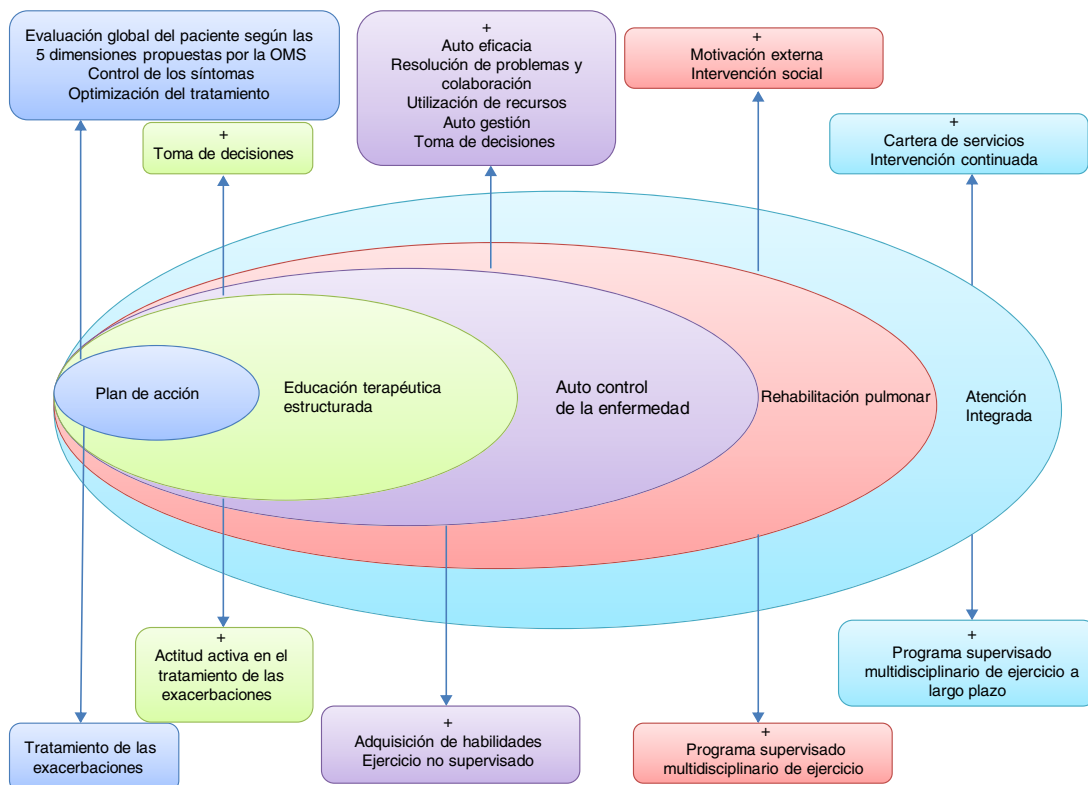 Evaluación global del paciente según las
5 dimensiones propuestas por la OMS
Control de los síntomas
Optimización del tratamiento
+
Toma de decisiones
+
Auto eficacia
Resolución de problemas y
colaboración
Utilización de recursos
Auto gestión
Toma de decisiones
+
Motivación externa
Intervención social
+
Cartera de servicios
Intervención continuada
Plan de acción
Educación terapéutica
estructurada
Auto control
de la enfermedad
Rehabilitación pulmonar
Atención
Integrada
Tratamiento de las
exacerbaciones
+
Actitud activa en el
tratamiento de las
exacerbaciones
+
Adquisición de habilidades
Ejercicio no supervisado
+
Programa supervisado
multidisciplinario de ejercicio
+
Programa supervisado
multidisciplinario de ejercicio a
largo plazo